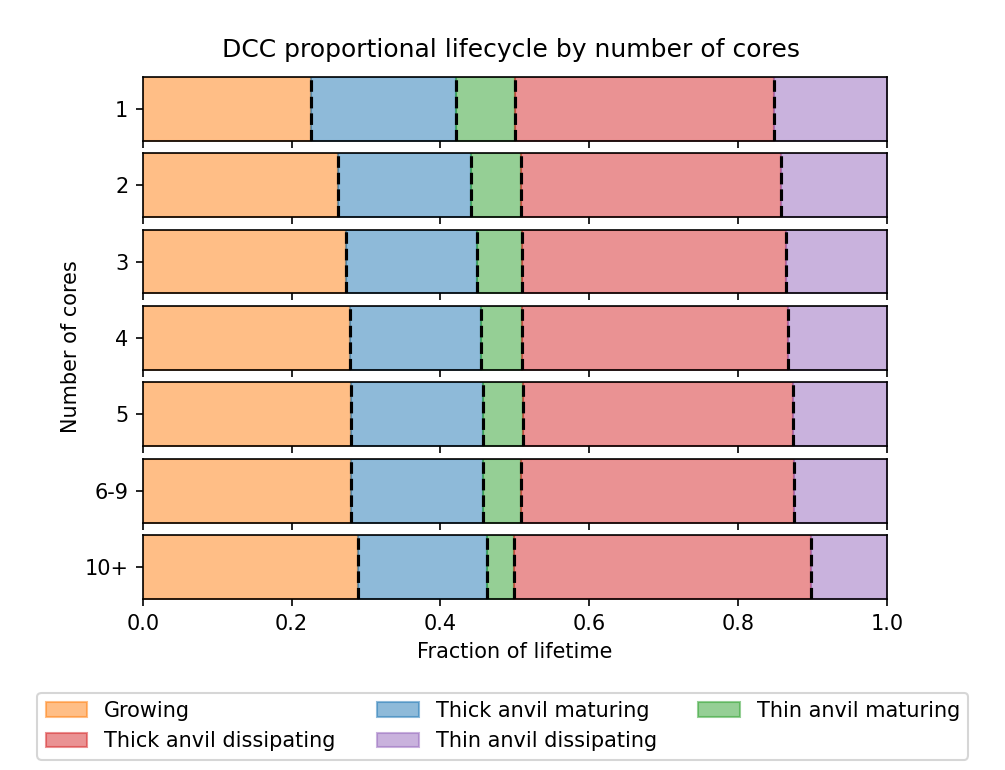 DCC proportional lifecycle by number of cores
Number of cores
1
2
3
4
5
6-9
10+
0.0 0.2 0.4 0.6 0.8 1.0
Fraction of lifetime
Growing Thick anvil maturing Thin anvil maturing
Thick anvil dissipating Thin anvil dissipating